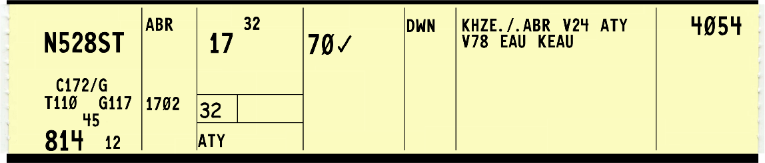 N528ST
C172/G
T110 G117
45
814 12
ABR
1702
32
17
32
ATY
70✓
DWN
KHZE./.ABR V24 ATY
V78 EAU KEAU
4054